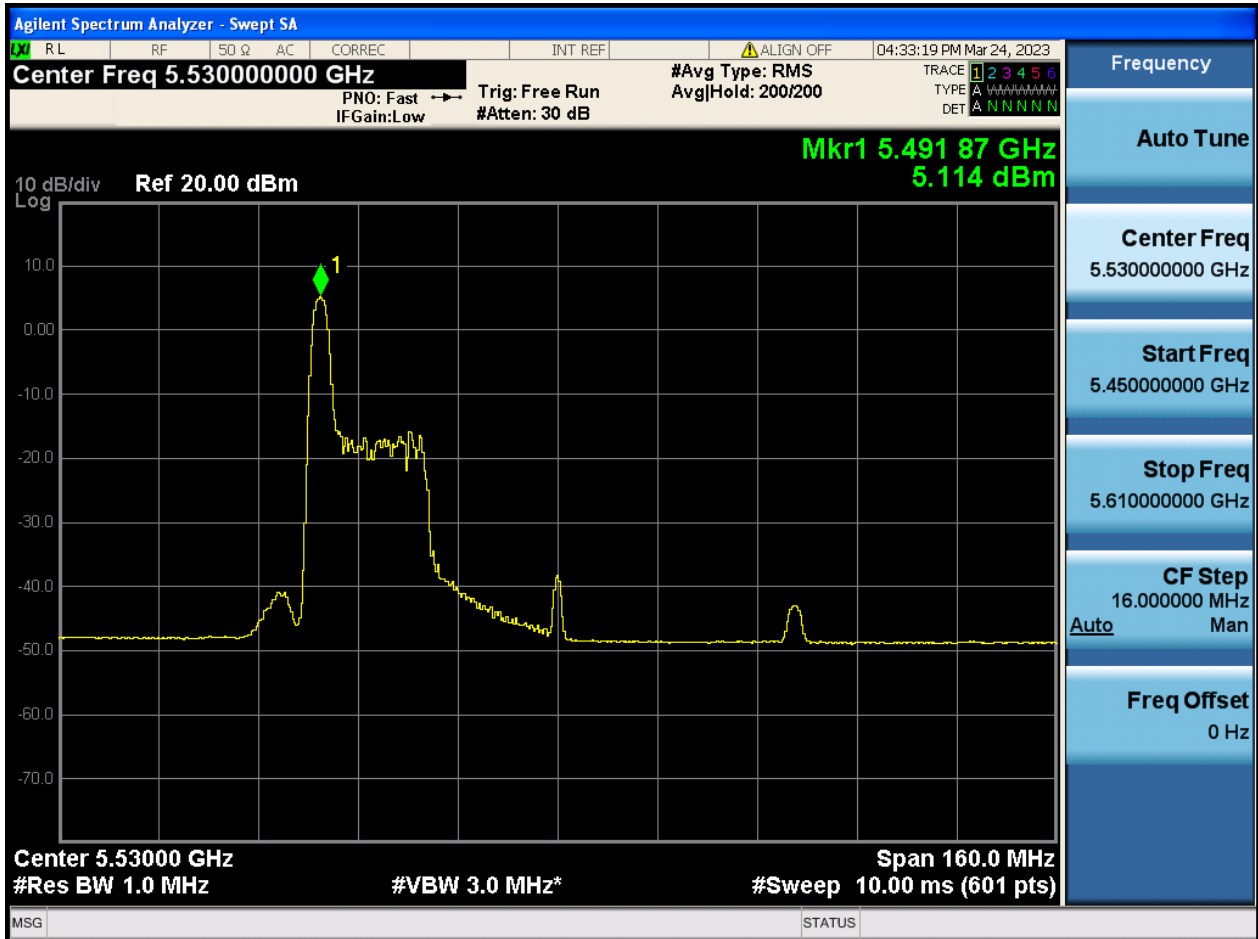 Agilent Spectrum Analyzer - Swept SA
LXI RL RF 50 Ω AC CORREC INT REF ALIGN OFF 04:33:19 PM Mar 24, 2023
Center Freq 5.530000000 GHz
PNO: Fast
IFGain:Low
Trig: Free Run
#Atten: 30 dB
#Avg Type: RMS
Avg|Hold: 200/200
TRACE 1 2 3 4 5 6
TYPE A WWWWW
DET A N N N N N
Mkr1 5.491 87 GHz
5.114 dBm
10 dB/div Ref 20.00 dBm
Log
1
10.0
0.00
-10.0
-20.0
-30.0
-40.0
-50.0
-60.0
-70.0
Center 5.53000 GHz Span 160.0 MHz
#Res BW 1.0 MHz #VBW 3.0 MHz* #Sweep 10.00 ms (601 pts)
MSG STATUS
Frequency
Auto Tune
Center Freq
5.530000000 GHz
Start Freq
5.450000000 GHz
Stop Freq
5.610000000 GHz
CF Step
16.000000 MHz
Auto Man
Freq Offset
0 Hz